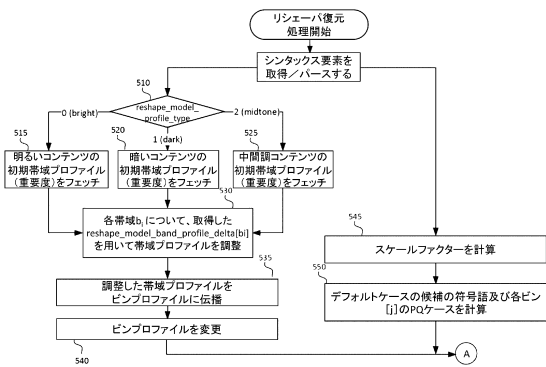 リシェーパ復元
処理開始
シンタックス要素を
取得／パースする
510
reshape_model_
profile_type
0 (bright)
2 (midtone)
1 (dark)
515
明るいコンテンツの
初期帯域プロファイル
(重要度)をフェッチ
520
暗いコンテンツの
初期帯域プロファイル
(重要度)をフェッチ
525
中間調コンテンツの
初期帯域プロファイル
(重要度)をフェッチ
530
各帯域biについて、取得した
reshape_model_band_profile_delta[bi]
を用いて帯域プロファイルを調整
535
調整した帯域プロファイルを
ビンプロファイルに伝播
ビンプロファイルを変更
540
545
スケールファクターを計算
550
デフォルトケースの候補の符号語及び各ビン
[j]のPQケースを計算
A